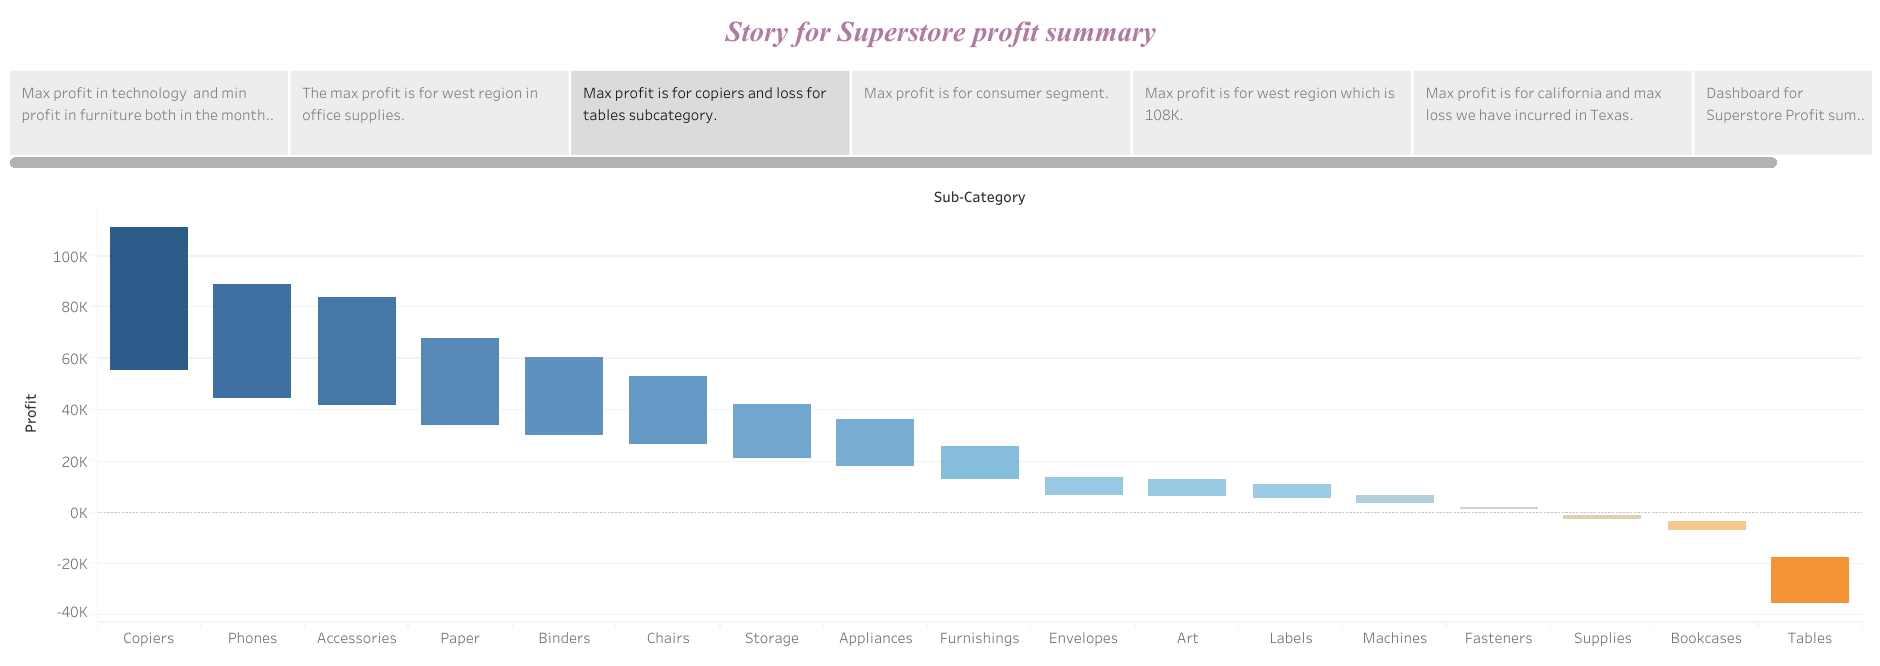 Story for Superstore profit summary
Max profit in technology  and min
profit in furniture both in the month..
The max profit is for west region in
office supplies.
Max profit is for copiers and loss for
tables subcategory.
Max profit is for consumer segment.
Max profit is for west region which is
108K.
Max profit is for california and max
loss we have incurred in Texas.
Dashboard for
Superstore Profit sum..
Sub-Category
Profit
100K
80K
60K
40K
20K
0K
-20K
-40K
Copiers
Phones
Accessories
Paper
Binders
Chairs
Storage
Appliances
Furnishings
Envelopes
Art
Labels
Machines
Fasteners
Supplies
Bookcases
Tables